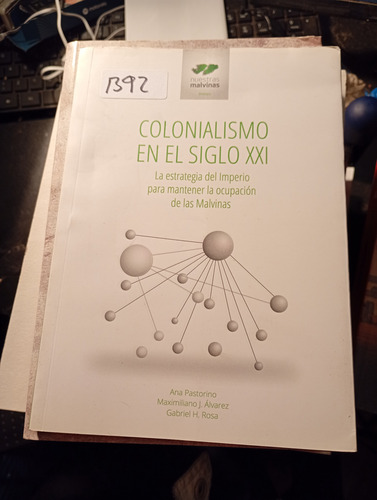 B92
nuestras
malvinas
COLONIALISMO
EN EL SIGLO XXI
La estrategia del Imperio
para mantener la ocupación
de las Malvinas
Ana Pastorino
Maximiliano J. Álvarez
Gabriel H. Rosa